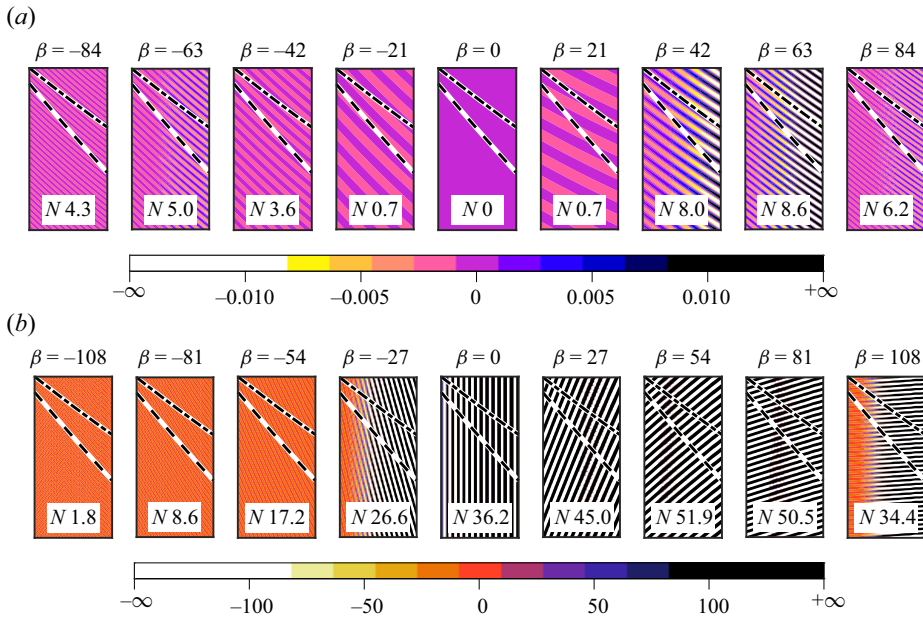 (a)
β = –84 β = –63 β = –42 β = –21 β = 0 β = 21 β = 42 β = 63 β = 84
N 4.3 N 5.0 N 3.6 N 0.7 N 0 N 0.7 N 8.0 N 8.6 N 6.2
–∞ –0.010 –0.005 0 0.005 0.010 +∞
(b)
β = –108 β = –81 β = –54 β = –27 β = 0 β = 27 β = 54 β = 81 β = 108
N 1.8 N 8.6 N 17.2 N 26.6 N 36.2 N 45.0 N 51.9 N 50.5 N 34.4
–∞ –100 –50 0 50 100 +∞